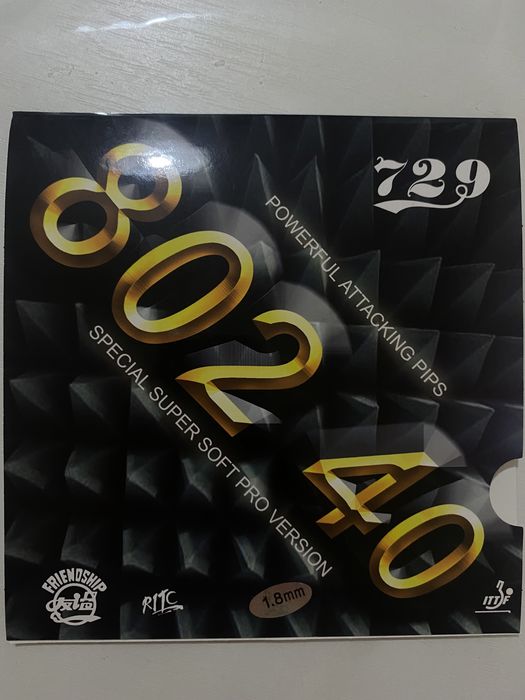 729
POWERFUL ATTACKING PIPS
802 40
SPECIAL SUPER SOFT PRO VERSION
FRIENDSHIP
友谊
RITC
1.8mm
ITTF